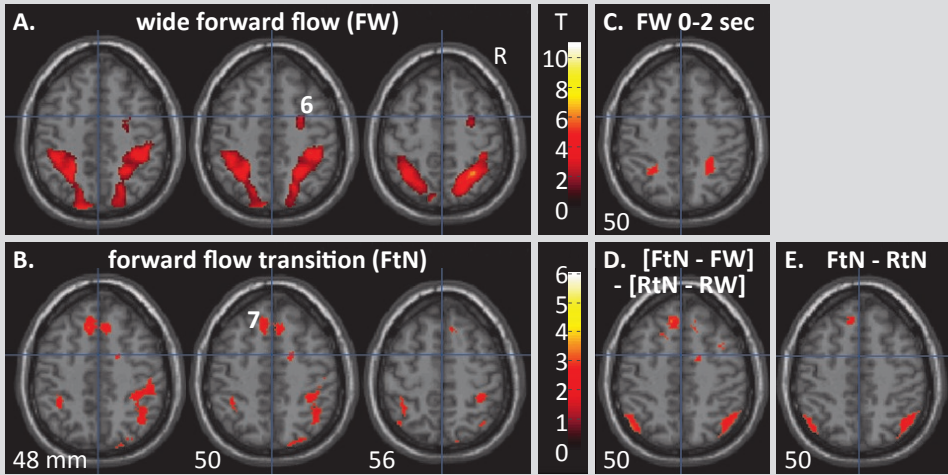 A. wide forward flow (FW)
R
6
T
10
8
6
4
2
0
C. FW 0-2 sec
50
B. forward flow transition (FtN)
7
48 mm
50
56
6
5
4
3
2
1
0
D. [FtN - FW]
- [RtN - RW]
50
E. FtN - RtN
50